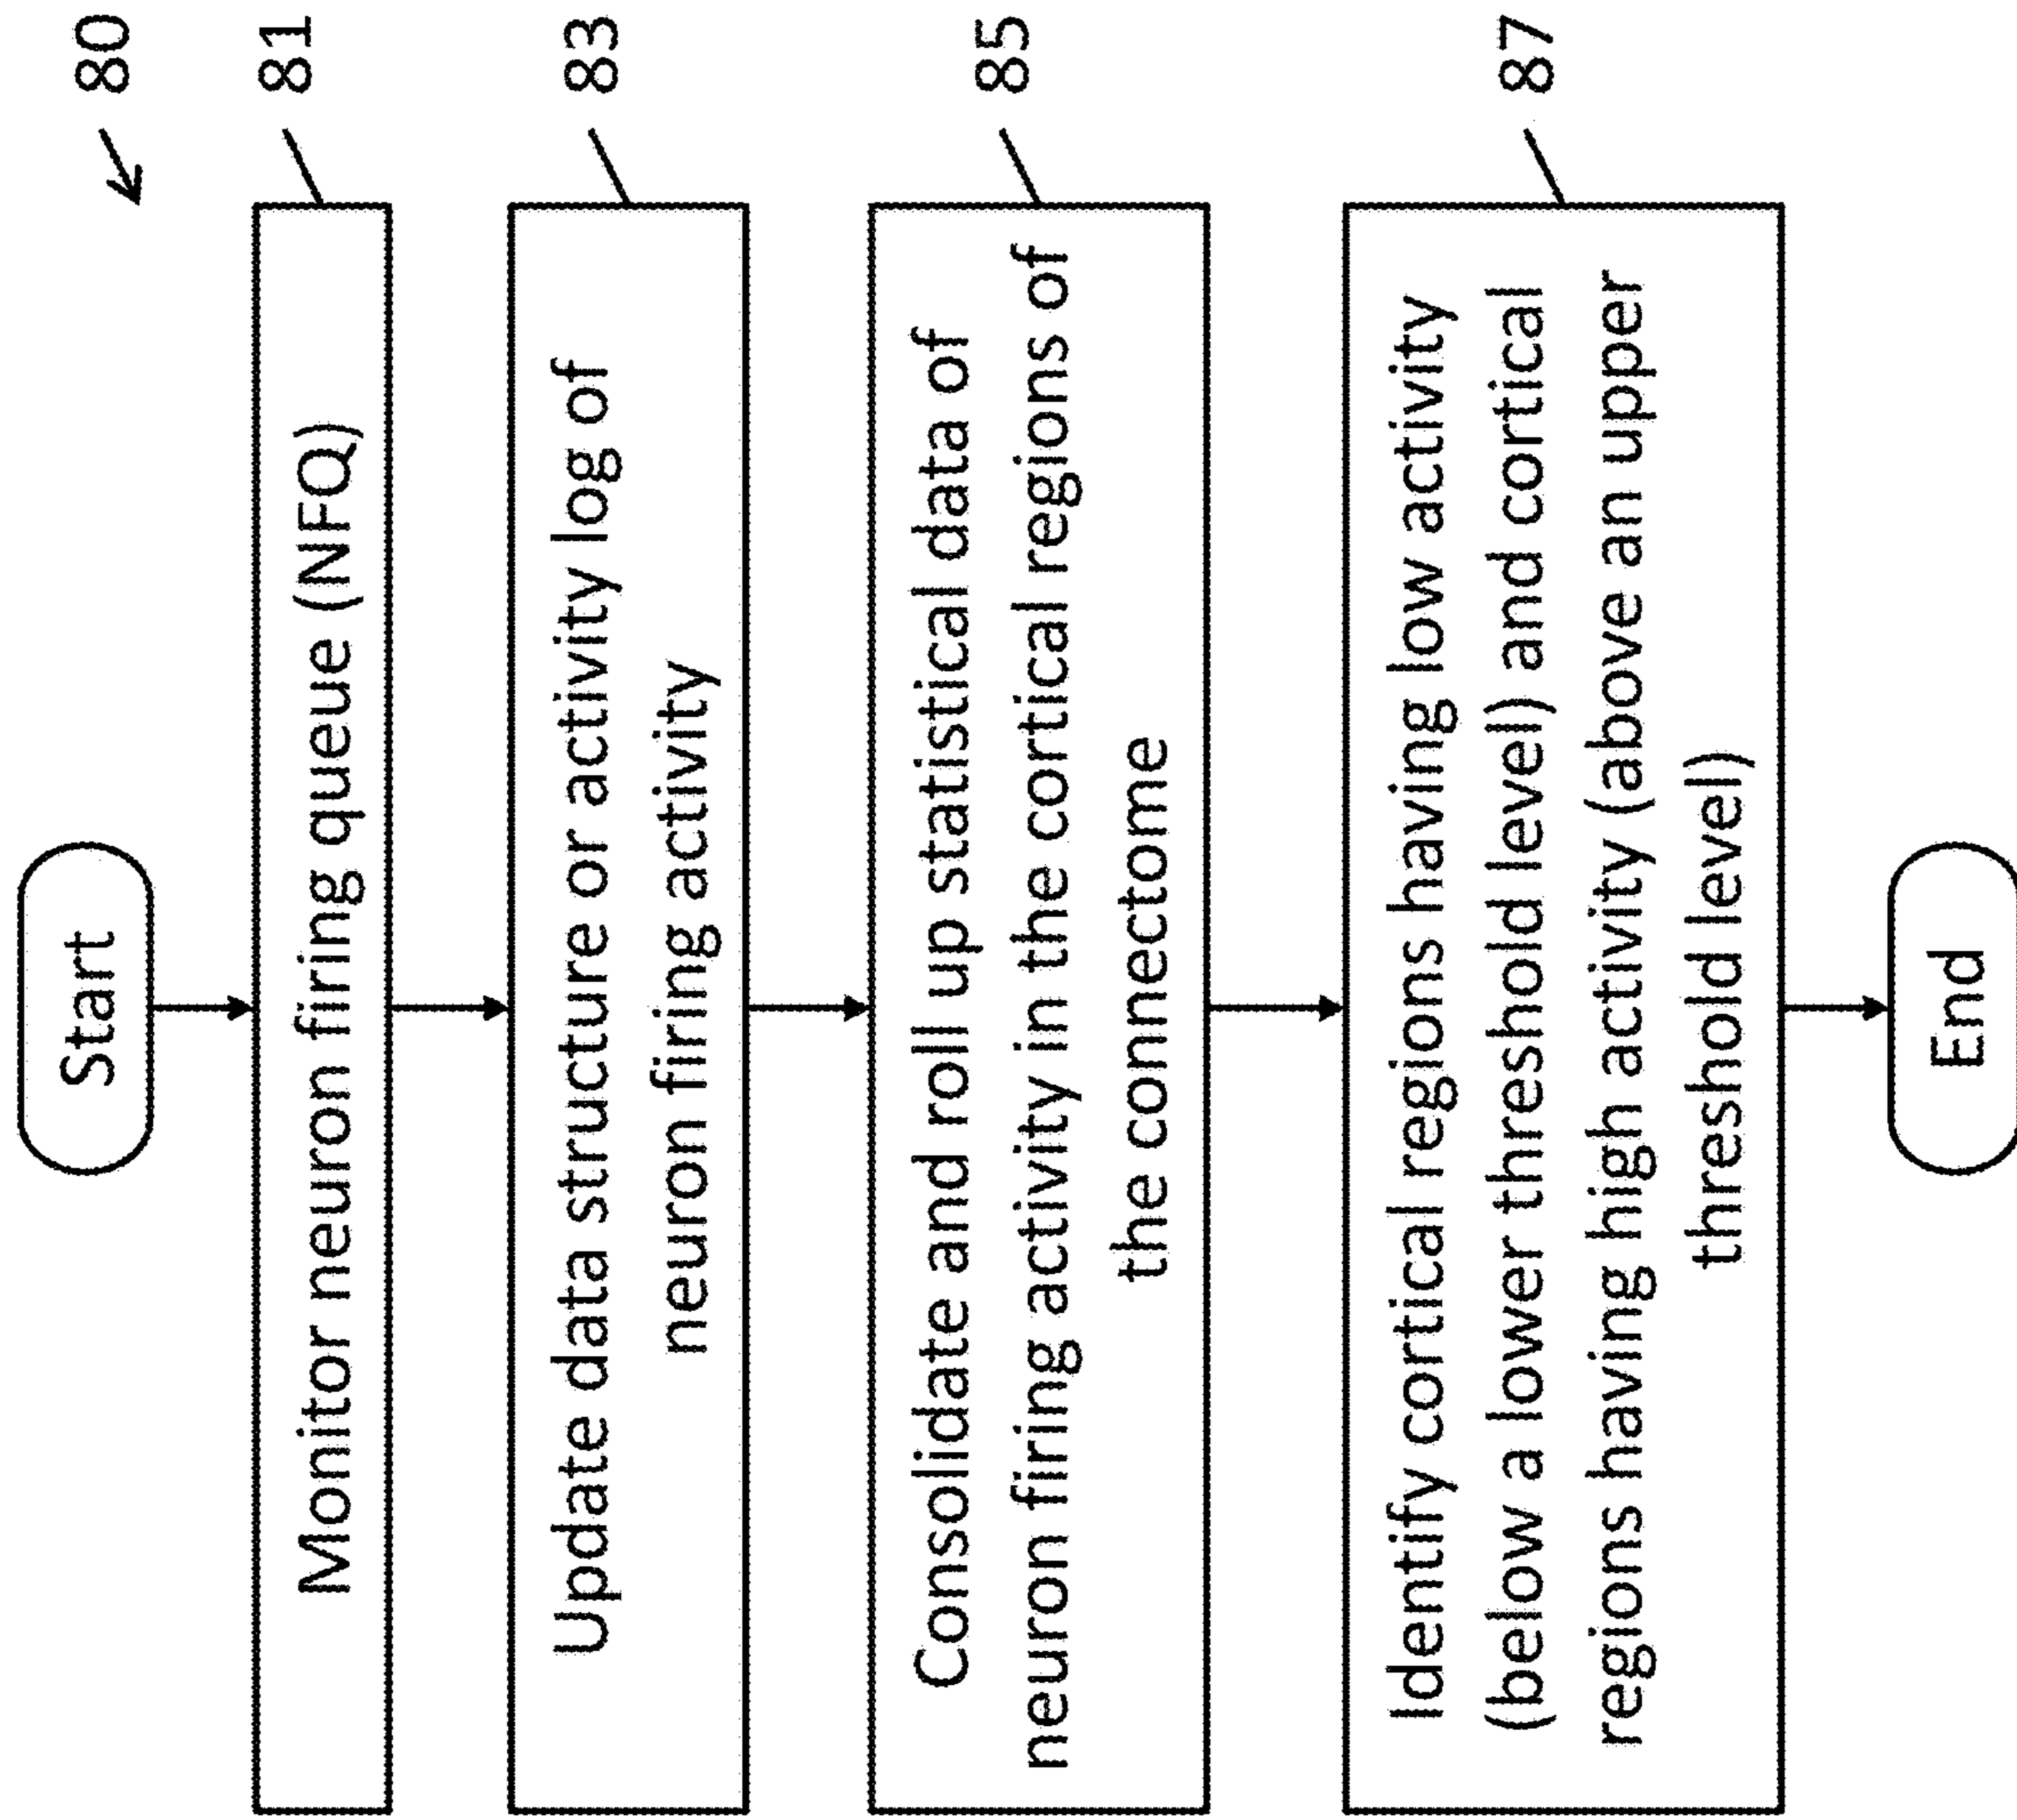 80
Start
81
Monitor neuron firing queue (NFQ)
83
Update data structure or activity log of
neuron firing activity
85
Consolidate and roll up statistical data of
neuron firing activity in the cortical regions of
the connectome
87
Identify cortical regions having low activity
(below a lower threshold level) and cortical
regions having high activity (above an upper
threshold level)
End